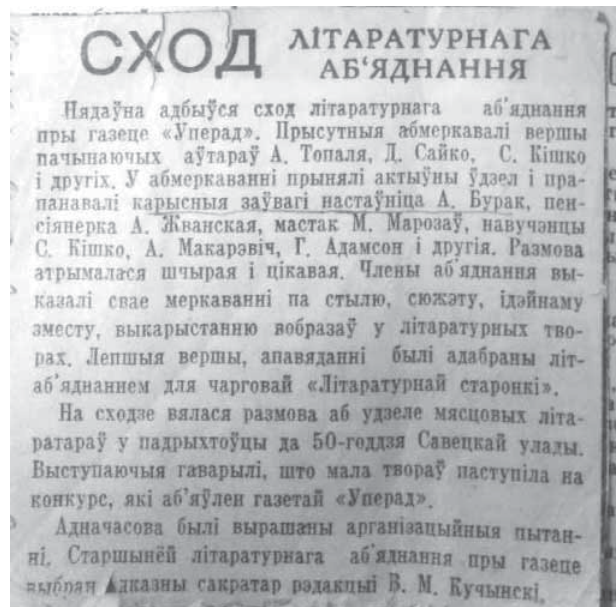 СХОД ЛІТАРАТУРНАГА
АБ‘ЯДНАННЯ
Нядаўна адбыўся сход літаратурнага аб’яднання
пры газеце «Уперад». Прысутныя абмеркавалі вершы
пачынаючых аўтараў А. Топаля, Д. Сайко, С. Кішко
і другіх. У абмеркаванні прынялі актыўны ўдзел і пра-
панавалі карысныя заўвагі настаўніца А. Бурак, пен-
сіянерка А. Жванская, мастак М. Марозаў, навучэнцы
С. Кішко, А. Макарэвіч, Г. Адамсон і другія. Размова
атрымалася шчырая і цікавая. Члены аб’яднання вы-
казалі свае меркаванні па стылю, сюжэту, ідэйнаму
зместу, выкарыстанню вобразаў у літаратурных тво-
рах. Лепшыя вершы, апавяданні былі адабраны літ-
аб’яднаннем для чарговай «Літаратурнай старонкі».
На сходзе вялася размова аб удзеле мясцовых літа-
ратараў у падрыхтоўцы да 50-годдзя Савецкай улады.
Выступаючыя гаварылі, што мала твораў паступіла на
конкурс, які аб’яўлен газетай «Уперад».
Адначасова былі вырашаны арганізацыйныя пытан-
ні. Старшынёй літаратурнага аб’яднання пры газеце
выбран адказны сакратар рэдакцыі В. М. Кучынскі.